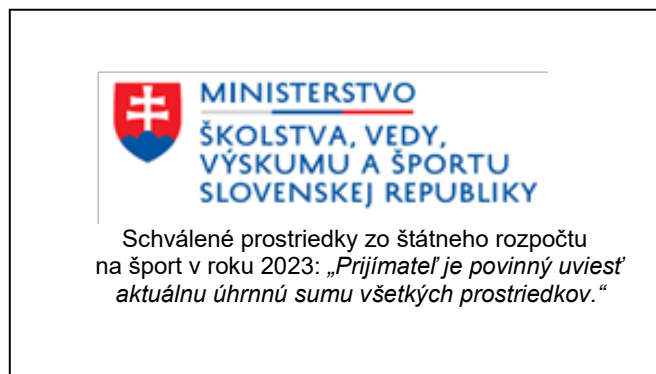 MINISTERSTVO
ŠKOLSTVA, VEDY,
VÝSKUMU A ŠPORTU
SLOVENSKEJ REPUBLIKY
Schválené prostriedky zo štátneho rozpočtu
na šport v roku 2023: „Prijímateľ je povinný uviesť
aktuálnu úhrnnú sumu všetkých prostriedkov.“